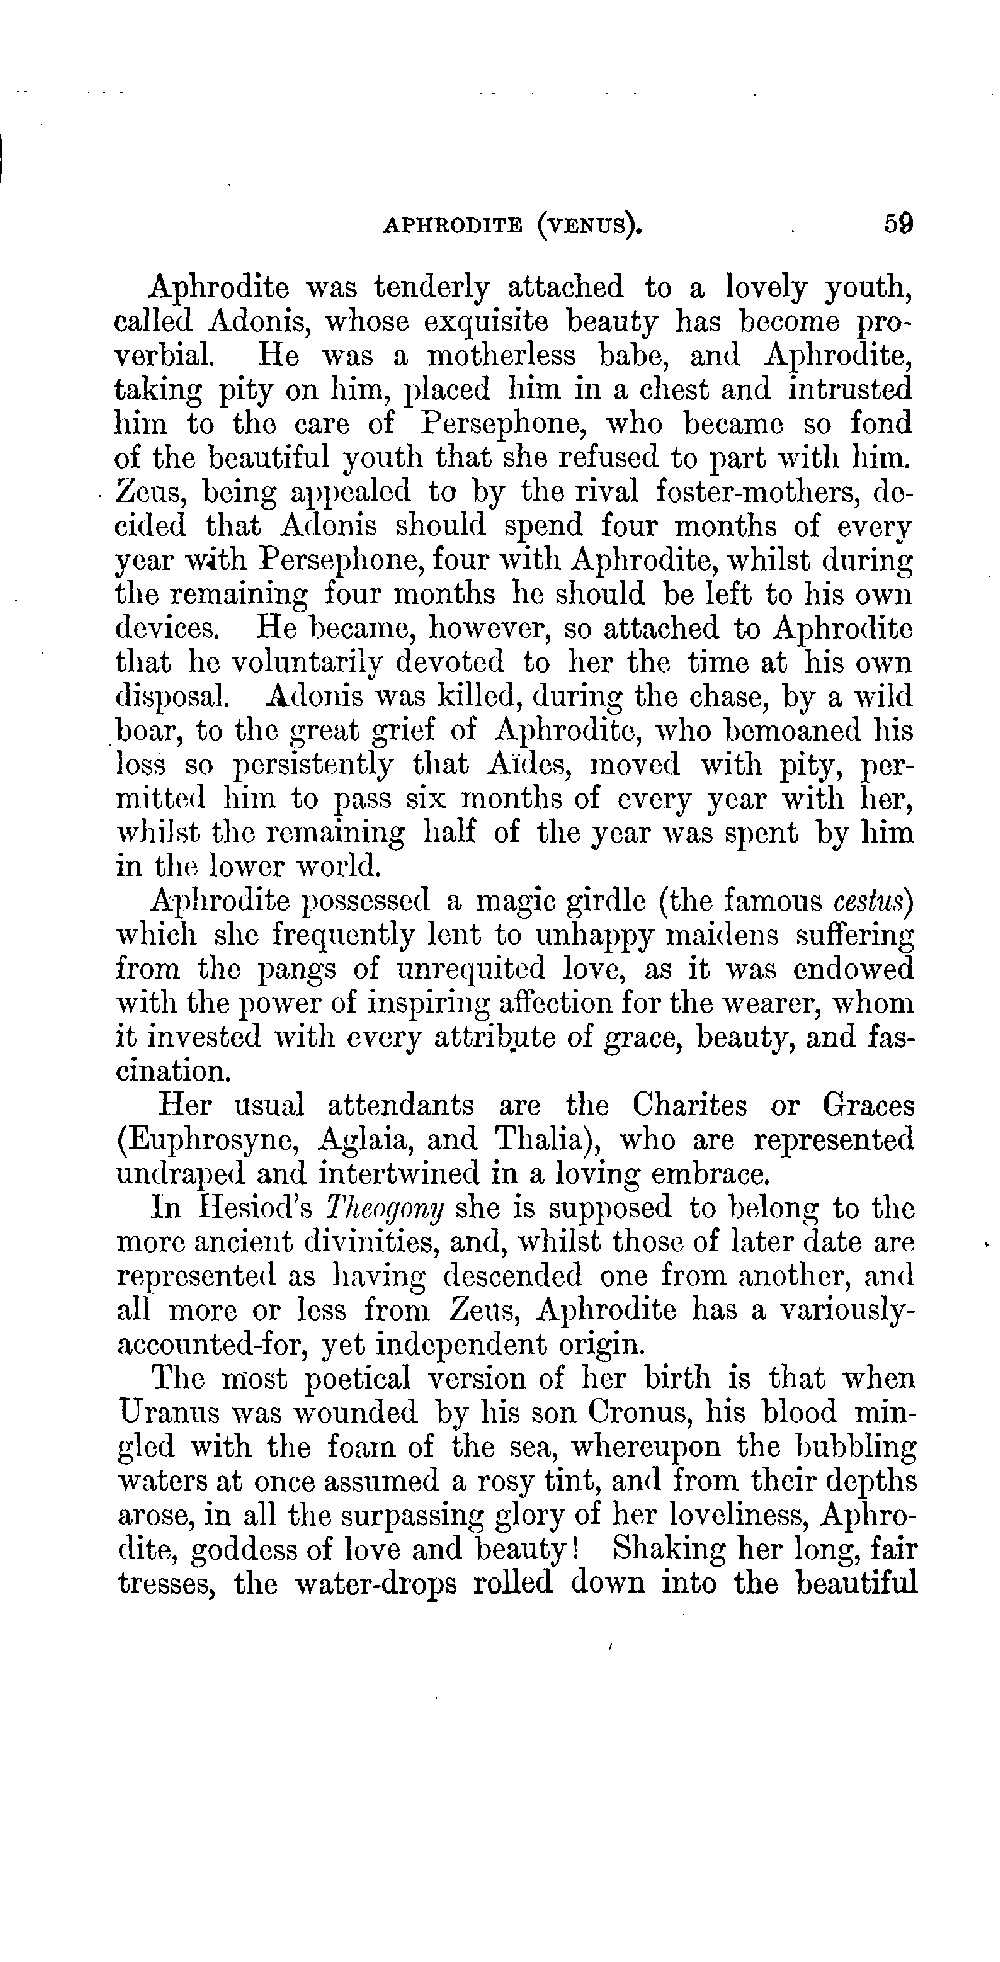 APHRODITE (VENUS). 59
Aphrodite was tenderly attached to a lovely youth,
called Adonis, whose exquisite beauty has become pro-
verbial. He was a motherless babe, and Aphrodite,
taking pity on him, placed him in a chest and intrusted
him to the care of Persephone, who became so fond
of the beautiful youth that she refused to part with him.
Zeus, being appealed to by the rival foster-mothers, de-
cided that Adonis should spend four months of every
year with Persephone, four with Aphrodite, whilst during
the remaining four months he should be left to his own
devices. He became, however, so attached to Aphrodite
that he voluntarily devoted to her the time at his own
disposal. Adonis was killed, during the chase, by a wild
boar, to the great grief of Aphrodite, who bemoaned his
loss so persistently that Aïdes, moved with pity, per-
mitted him to pass six months of every year with her,
whilst the remaining half of the year was spent by him
in the lower world.
Aphrodite possessed a magic girdle (the famous cestus)
which she frequently lent to unhappy maidens suffering
from the pangs of unrequited love, as it was endowed
with the power of inspiring affection for the wearer, whom
it invested with every attribute of grace, beauty, and fas-
cination.
Her usual attendants are the Charites or Graces
(Euphrosyne, Aglaia, and Thalia), who are represented
undraped and intertwined in a loving embrace.
In Hesiod's Theogony she is supposed to belong to the
more ancient divinities, and, whilst those of later date are
represented as having descended one from another, and
all more or less from Zeus, Aphrodite has a variously-
accounted-for, yet independent origin.
The most poetical version of her birth is that when
Uranus was wounded by his son Cronus, his blood min-
gled with the foam of the sea, whereupon the bubbling
waters at once assumed a rosy tint, and from their depths
arose, in all the surpassing glory of her loveliness, Aphro-
dite, goddess of love and beauty! Shaking her long, fair
tresses, the water-drops rolled down into the beautiful